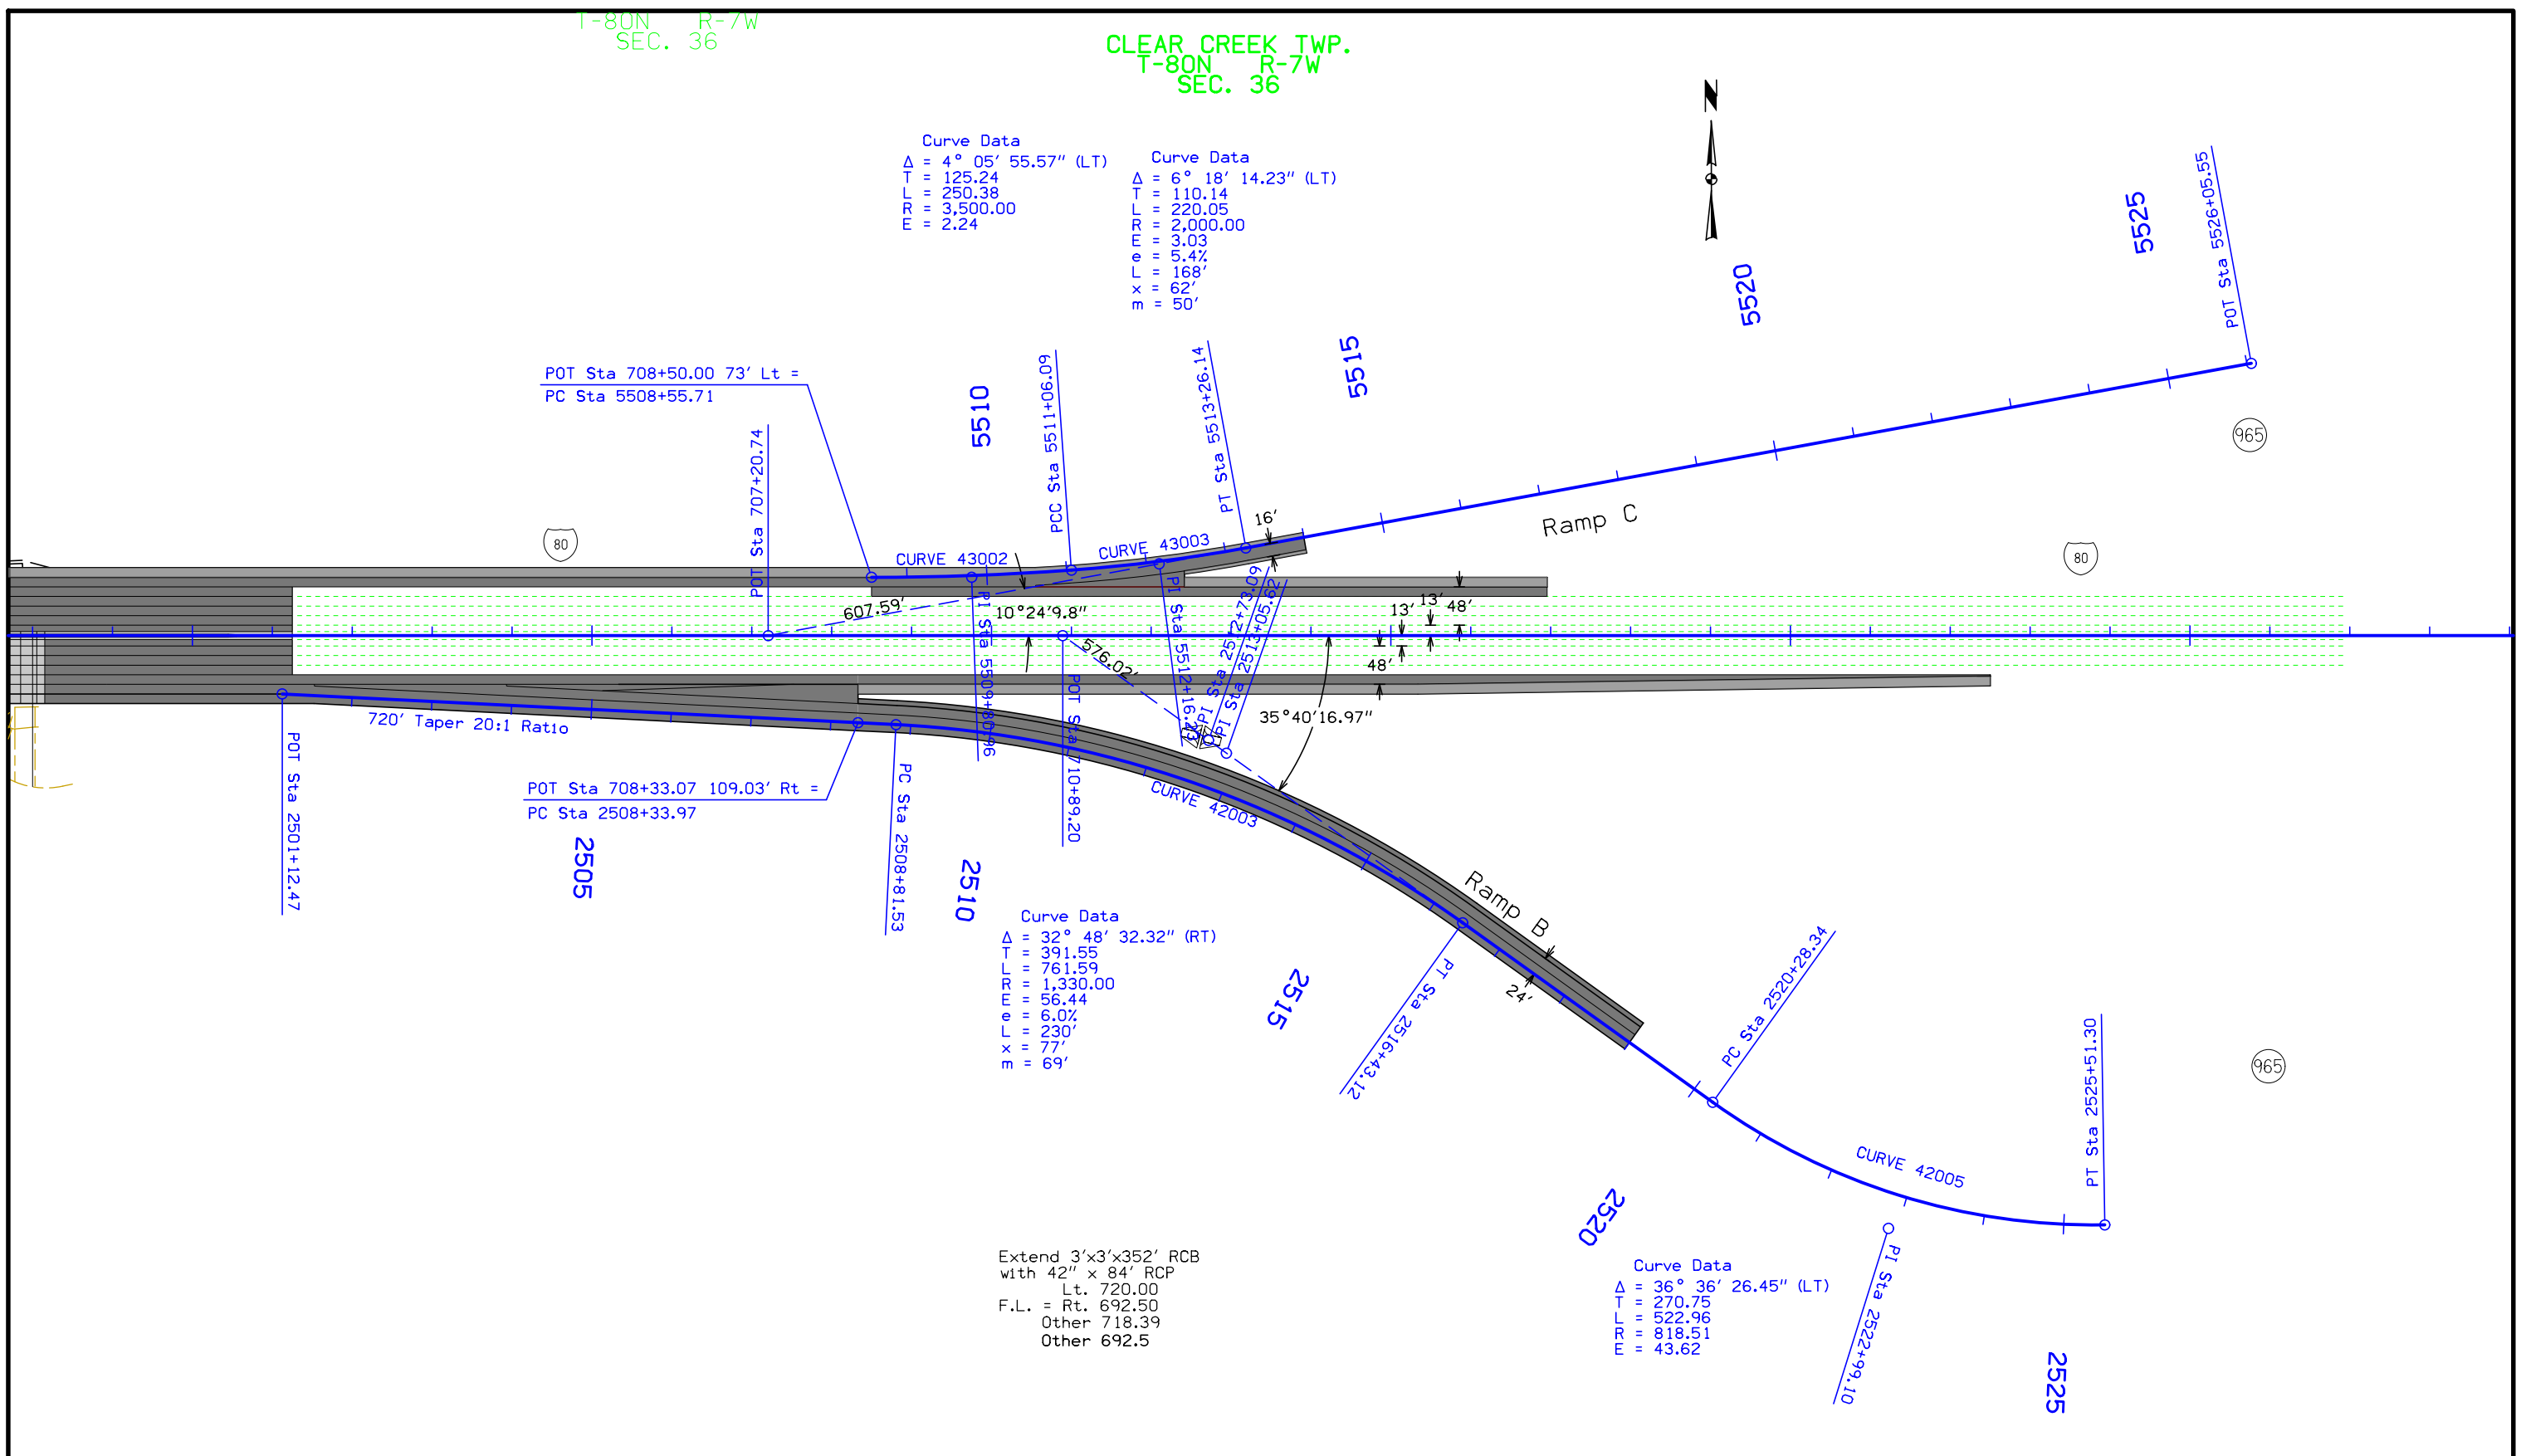 T-80N R-7W
SEC. 36
CLEAR CREEK TWP.
T-80N R-7W
SEC. 36
N
Curve Data
Δ = 4° 05′ 55.57″ (LT)
T = 125.24
L = 250.38
R = 3,500.00
E = 2.24
Curve Data
Δ = 6° 18′ 14.23″ (LT)
T = 110.14
L = 220.05
R = 2,000.00
E = 3.03
e = 5.4%
L = 168′
x = 62′
m = 50′
5525
POT Sta 5526+05.55
5520
5515
5510
POT Sta 708+50.00 73′ Lt =
PC Sta 5508+55.71
POT Sta 707+20.74
PCC Sta 5511+06.09
PT Sta 5513+26.14
965
80
CURVE 43002
CURVE 43003
16′
Ramp C
80
607.59′
10°24′9.8″
PI Sta 5509+80.96
576.02′
POT Sta 710+89.20
PI Sta 5512+16.23
PI Sta 2512+73.09
PI Sta 2513+05.62
13′
13′
48′
48′
35°40′16.97″
720′ Taper 20:1 Ratio
POT Sta 2501+12.47
POT Sta 708+33.07 109.03′ Rt =
PC Sta 2508+33.97
PC Sta 2508+81.53
CURVE 42003
2505
2510
Curve Data
Δ = 32° 48′ 32.32″ (RT)
T = 391.55
L = 761.59
R = 1,330.00
E = 56.44
e = 6.0%
L = 230′
x = 77′
m = 69′
Ramp B
24′
2515
PT Sta 2516+43.12
PC Sta 2520+28.34
PT Sta 2525+51.30
965
CURVE 42005
2520
PI Sta 2522+99.10
2525
Extend 3′x3′x352′ RCB
with 42″ x 84′ RCP
Lt. 720.00
F.L. = Rt. 692.50
Other 718.39
Other 692.5
Curve Data
Δ = 36° 36′ 26.45″ (LT)
T = 270.75
L = 522.96
R = 818.51
E = 43.62